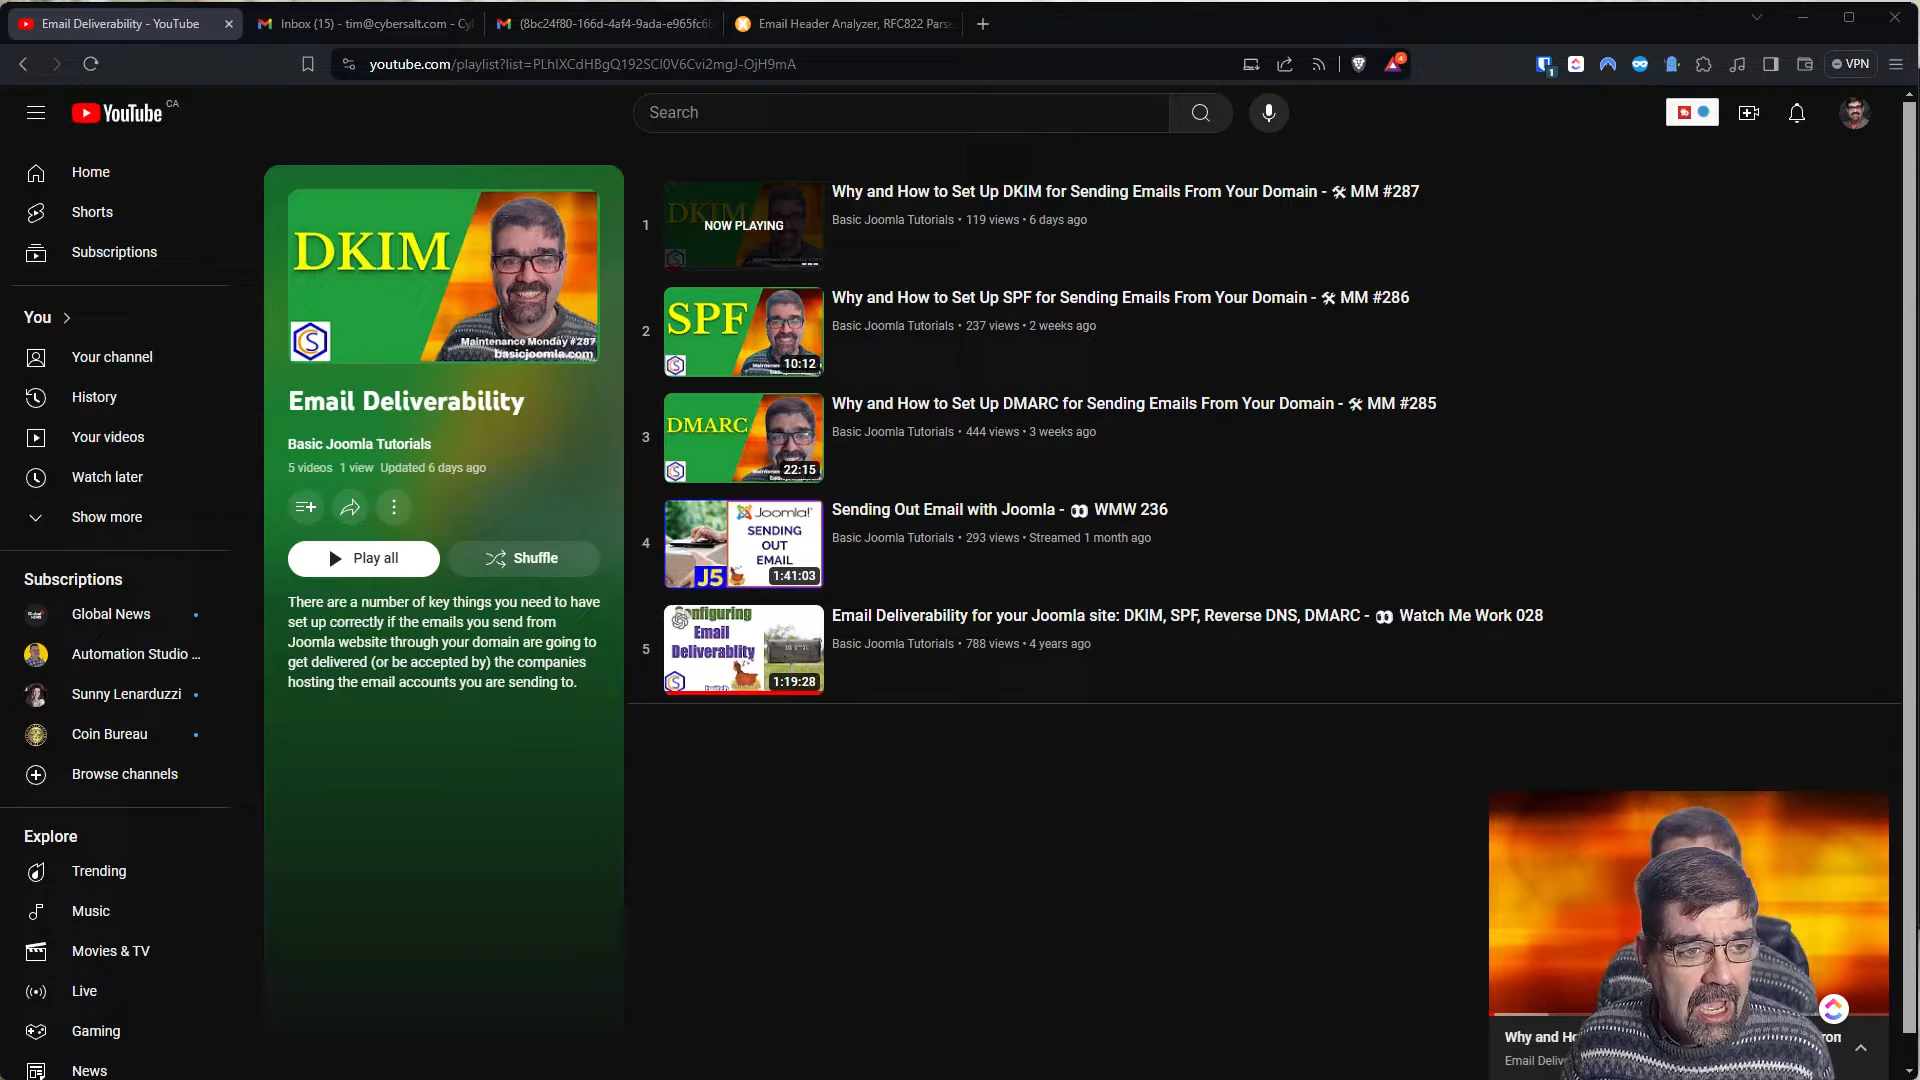 Email Deliverability - YouTube
Inbox (15) - tim@cybersalt.com - Cy
(8bc24f80-166d-4af4-9ada-e965fc6
Email Header Analyzer, RFC822 Parse
youtube.com/playlist?list=PLhIXCdHBgQ192SCI0V6Cvi2mgJ-OjH9mA
1
4
VPN
YouTube CA
Search
Home
Shorts
Subscriptions
You
Your channel
History
Your videos
Watch later
Show more
Subscriptions
Global News
Automation Studio ...
Sunny Lenarduzzi
Coin Bureau
Browse channels
Explore
Trending
Music
Movies & TV
Live
Gaming
News
DKIM
Maintenance Monday #287
basicjoomla.com
Email Deliverability
Basic Joomla Tutorials
5 videos 1 view Updated 6 days ago
Play all
Shuffle
There are a number of key things you need to have
set up correctly if the emails you send from
Joomla website through your domain are going to
get delivered (or be accepted by) the companies
hosting the email accounts you are sending to.
1
DKIM
NOW PLAYING
Why and How to Set Up DKIM for Sending Emails From Your Domain - 🛠 MM #287
Basic Joomla Tutorials • 119 views • 6 days ago
2
SPF
10:12
Why and How to Set Up SPF for Sending Emails From Your Domain - 🛠 MM #286
Basic Joomla Tutorials • 237 views • 2 weeks ago
3
DMARC
22:15
Why and How to Set Up DMARC for Sending Emails From Your Domain - 🛠 MM #285
Basic Joomla Tutorials • 444 views • 3 weeks ago
4
Joomla!
SENDING
OUT
EMAIL
J5
1:41:03
Sending Out Email with Joomla - 👀 WMW 236
Basic Joomla Tutorials • 293 views • Streamed 1 month ago
5
Configuring
Email
Deliverablity
1:19:28
Email Deliverability for your Joomla site: DKIM, SPF, Reverse DNS, DMARC - 👀 Watch Me Work 028
Basic Joomla Tutorials • 788 views • 4 years ago
Why and Ho
rom
Email Deliv